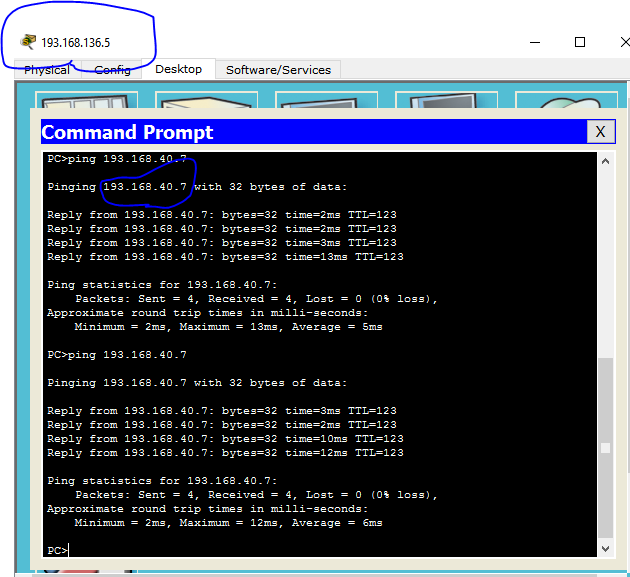 193.168.136.5
Physical Config Desktop Software/Services
Command Prompt X
PC>ping 193.168.40.7
Pinging 193.168.40.7 with 32 bytes of data:
Reply from 193.168.40.7: bytes=32 time=2ms TTL=123
Reply from 193.168.40.7: bytes=32 time=2ms TTL=123
Reply from 193.168.40.7: bytes=32 time=3ms TTL=123
Reply from 193.168.40.7: bytes=32 time=13ms TTL=123
Ping statistics for 193.168.40.7:
Packets: Sent = 4, Received = 4, Lost = 0 (0% loss),
Approximate round trip times in milli-seconds:
Minimum = 2ms, Maximum = 13ms, Average = 5ms
PC>ping 193.168.40.7
Pinging 193.168.40.7 with 32 bytes of data:
Reply from 193.168.40.7: bytes=32 time=3ms TTL=123
Reply from 193.168.40.7: bytes=32 time=2ms TTL=123
Reply from 193.168.40.7: bytes=32 time=10ms TTL=123
Reply from 193.168.40.7: bytes=32 time=12ms TTL=123
Ping statistics for 193.168.40.7:
Packets: Sent = 4, Received = 4, Lost = 0 (0% loss),
Approximate round trip times in milli-seconds:
Minimum = 2ms, Maximum = 12ms, Average = 6ms
PC>